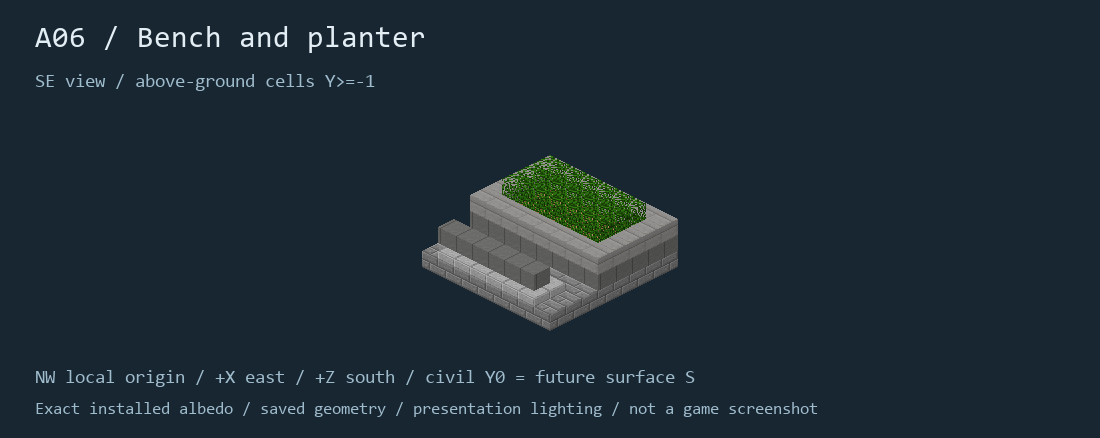 A06 / Bench and planter
SE view / above-ground cells Y>=-1
NW local origin / +X east / +Z south / civil Y0 = future surface S
Exact installed albedo / saved geometry / presentation lighting / not a game screenshot